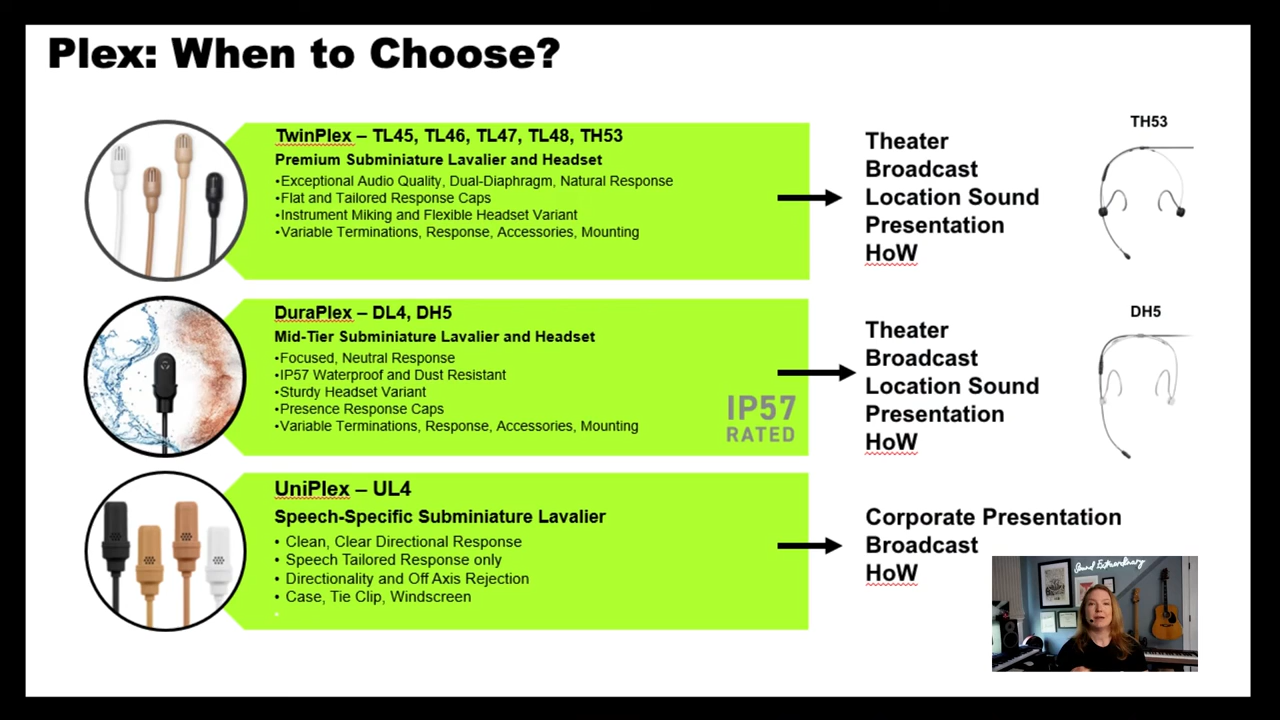 Plex: When to Choose?
TwinPlex – TL45, TL46, TL47, TL48, TH53
Premium Subminiature Lavalier and Headset
•Exceptional Audio Quality, Dual-Diaphragm, Natural Response
•Flat and Tailored Response Caps
•Instrument Miking and Flexible Headset Variant
•Variable Terminations, Response, Accessories, Mounting
Theater
Broadcast
Location Sound
Presentation
HoW
TH53
DuraPlex – DL4, DH5
Mid-Tier Subminiature Lavalier and Headset
•Focused, Neutral Response
•IP57 Waterproof and Dust Resistant
•Sturdy Headset Variant
•Presence Response Caps
•Variable Terminations, Response, Accessories, Mounting
IP57
RATED
Theater
Broadcast
Location Sound
Presentation
HoW
DH5
UniPlex – UL4
Speech-Specific Subminiature Lavalier
• Clean, Clear Directional Response
• Speech Tailored Response only
• Directionality and Off Axis Rejection
• Case, Tie Clip, Windscreen
Corporate Presentation
Broadcast
HoW
Sound Extraordinary